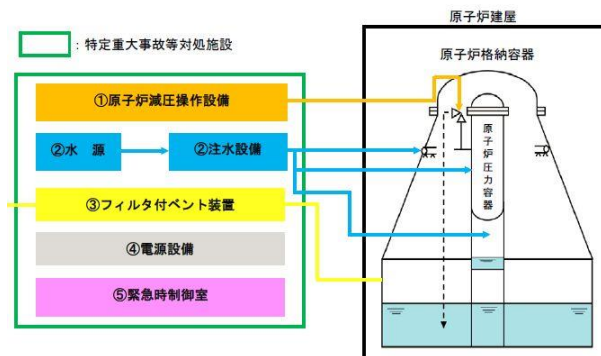 原子炉建屋
：特定重大事故等対処施設
原子炉格納容器
①原子炉減圧操作設備
②水　源
②注水設備
原子炉圧力容器
③フィルタ付ベント装置
④電源設備
⑤緊急時制御室